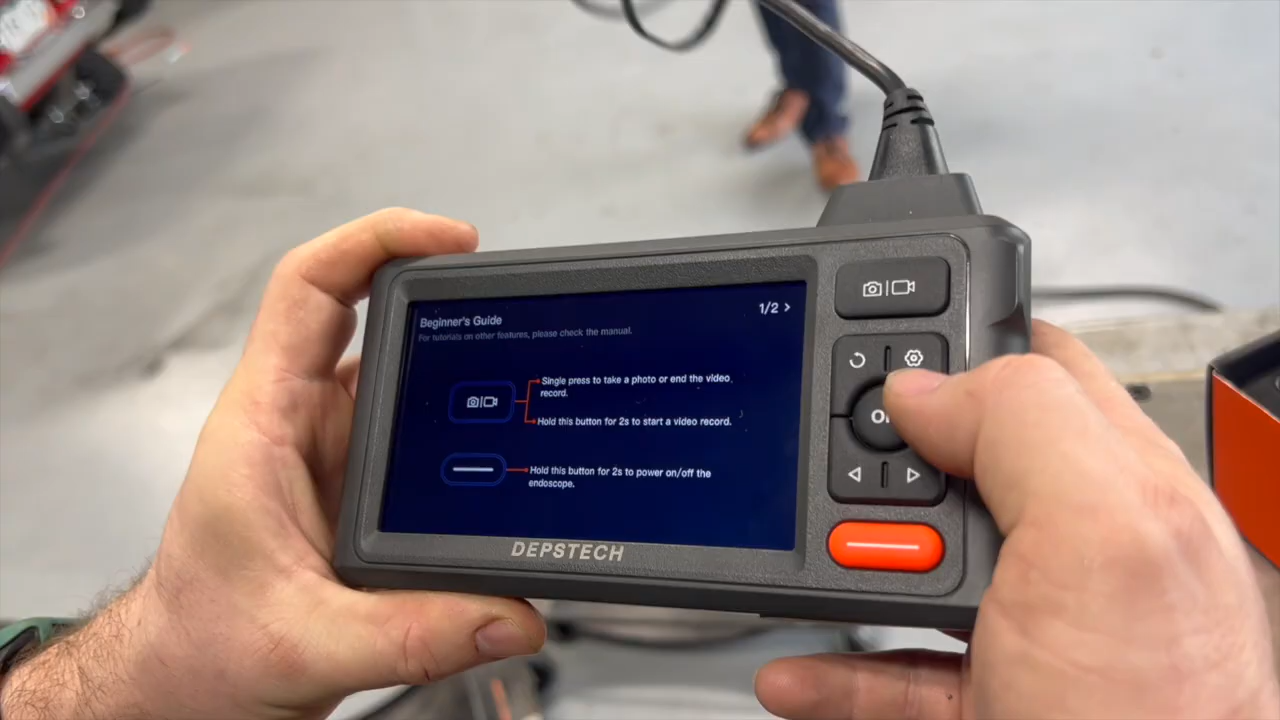 1/2 >
Beginner's Guide
For tutorials on other features, please check the manual.
Single press to take a photo or end the video
record.
Hold this button for 2s to start a video record.
Hold this button for 2s to power on/off the
endoscope.
DEPSTECH